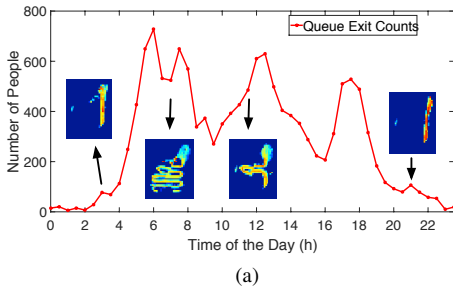 800
600
400
200
0
Number of People
Queue Exit Counts
0 2 4 6 8 10 12 14 16 18 20 22
Time of the Day (h)
(a)